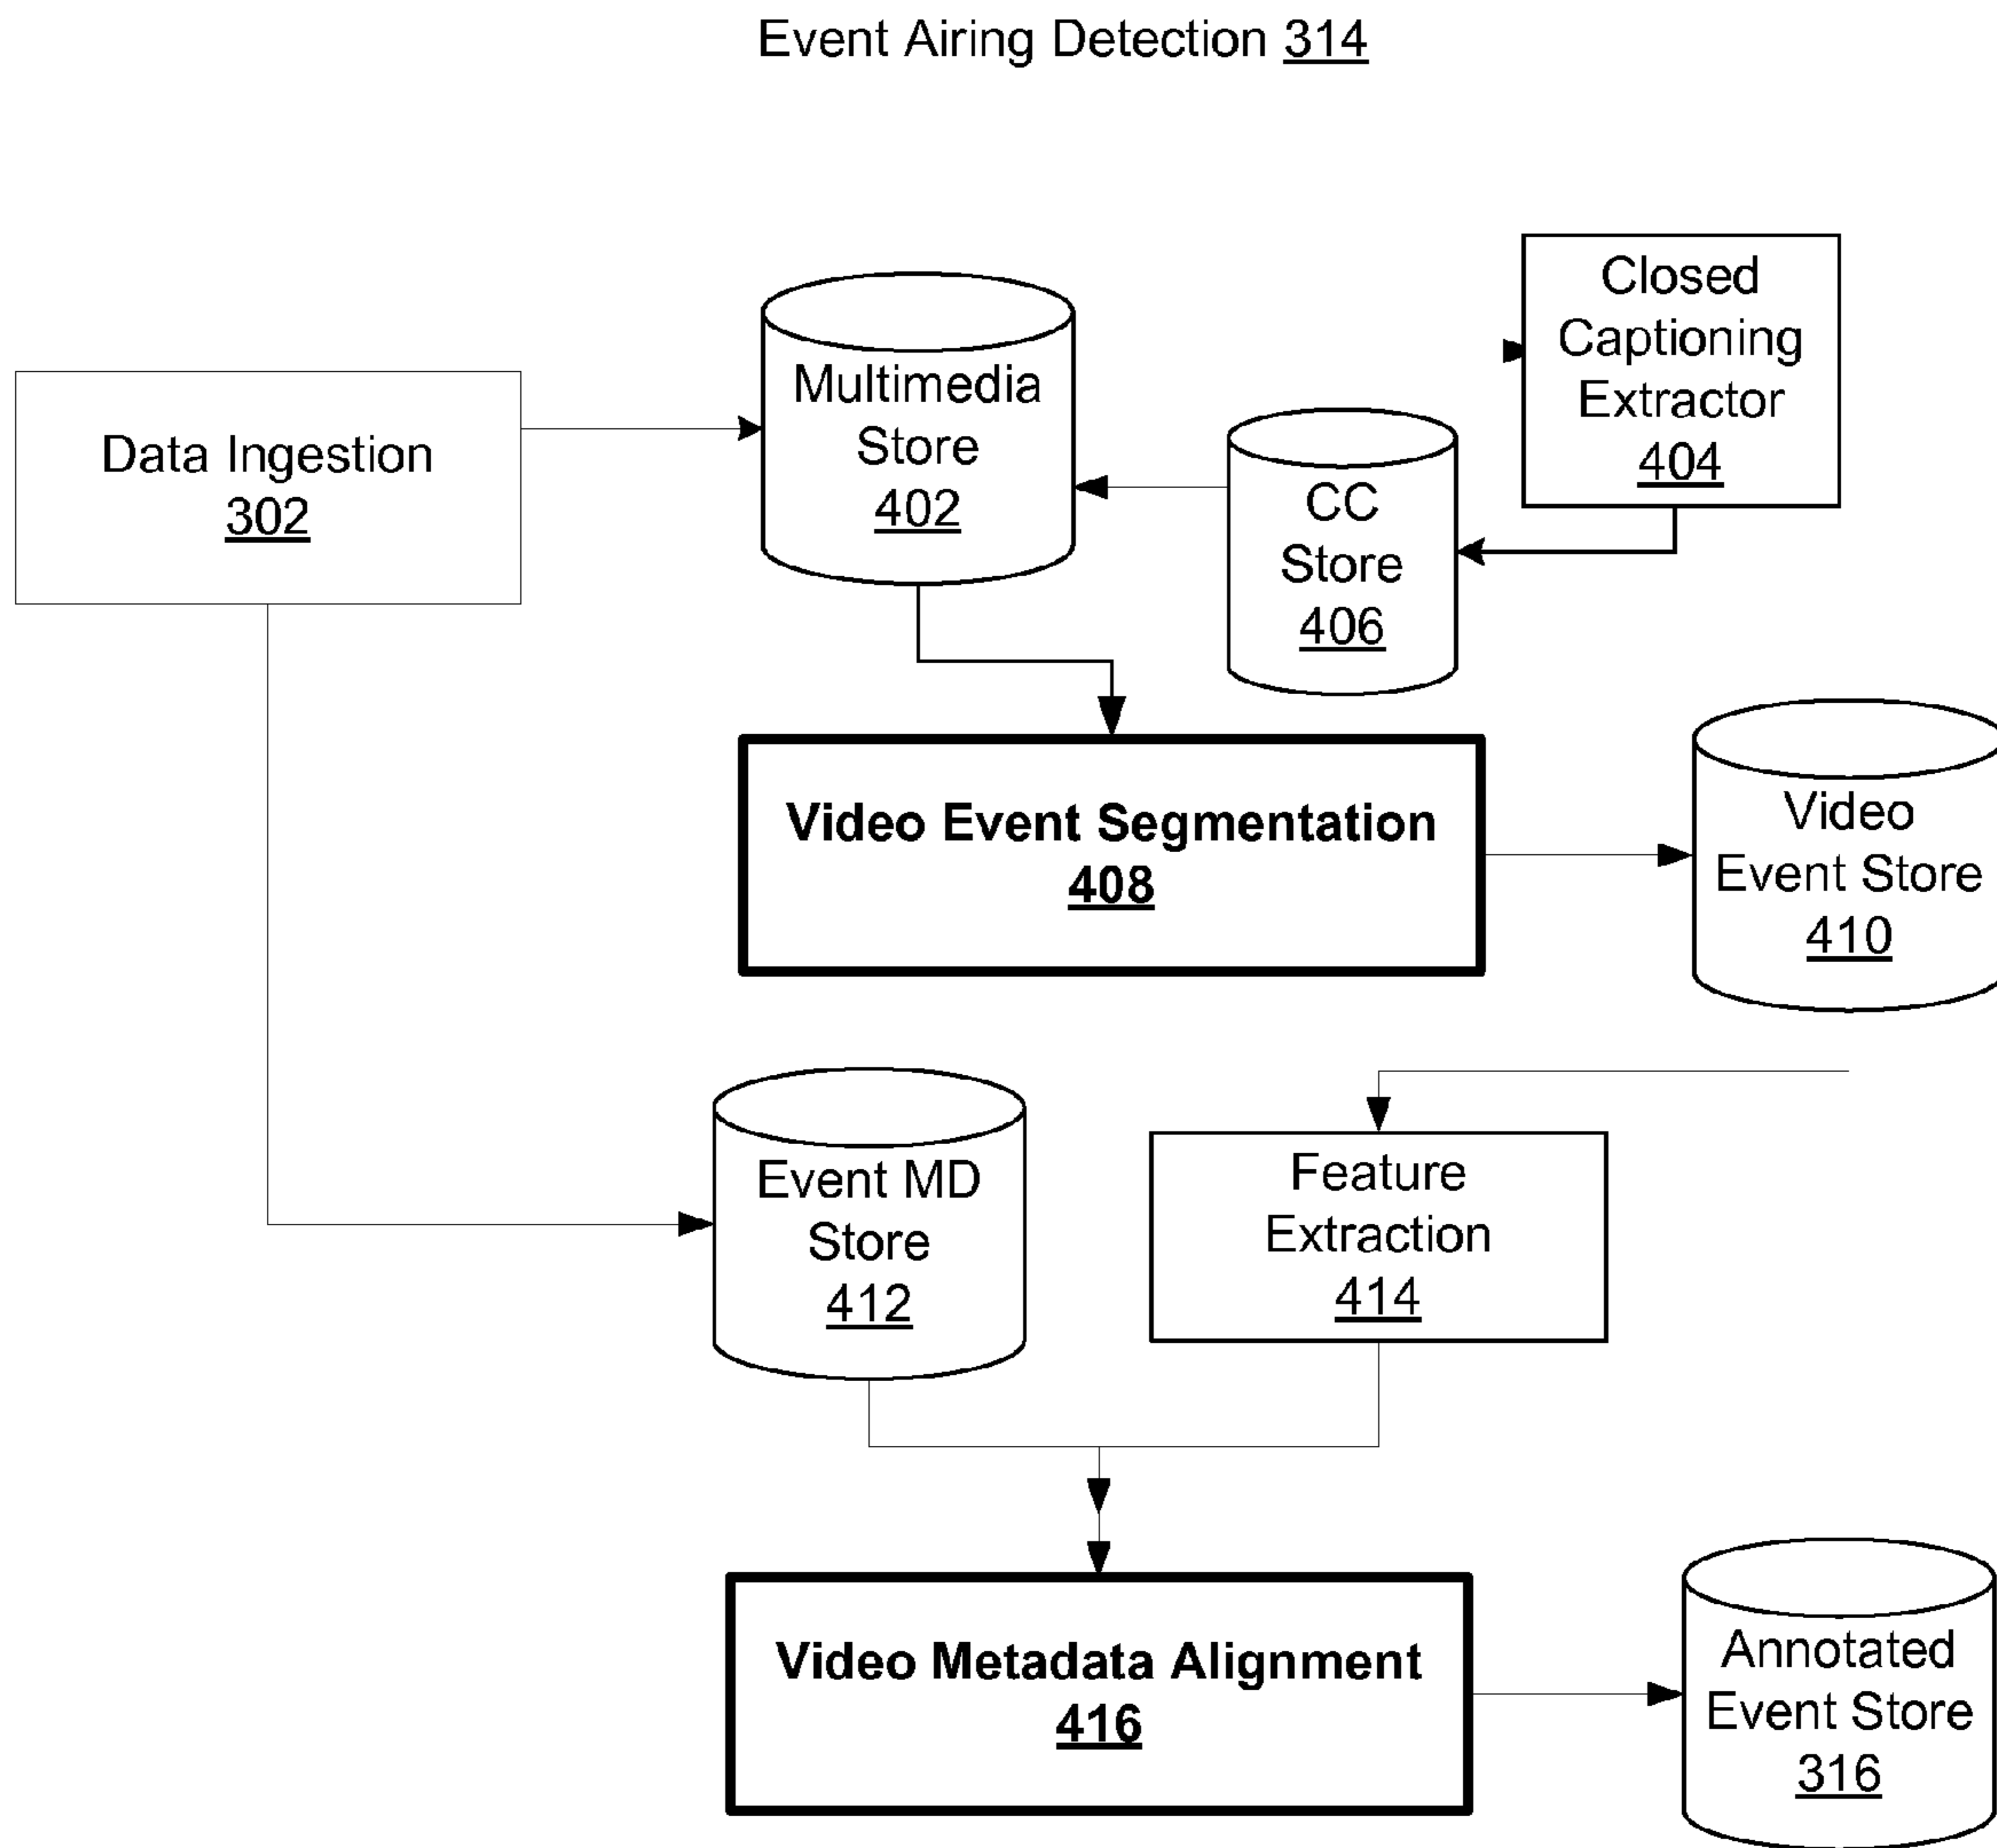 Event Airing Detection 314
Closed
Captioning
Extractor
404
Multimedia
Store
402
Data Ingestion
302
CC
Store
406
Video Event Segmentation
408
Video
Event Store
410
Event MD
Store
412
Feature
Extraction
414
Video Metadata Alignment
416
Annotated
Event Store
316